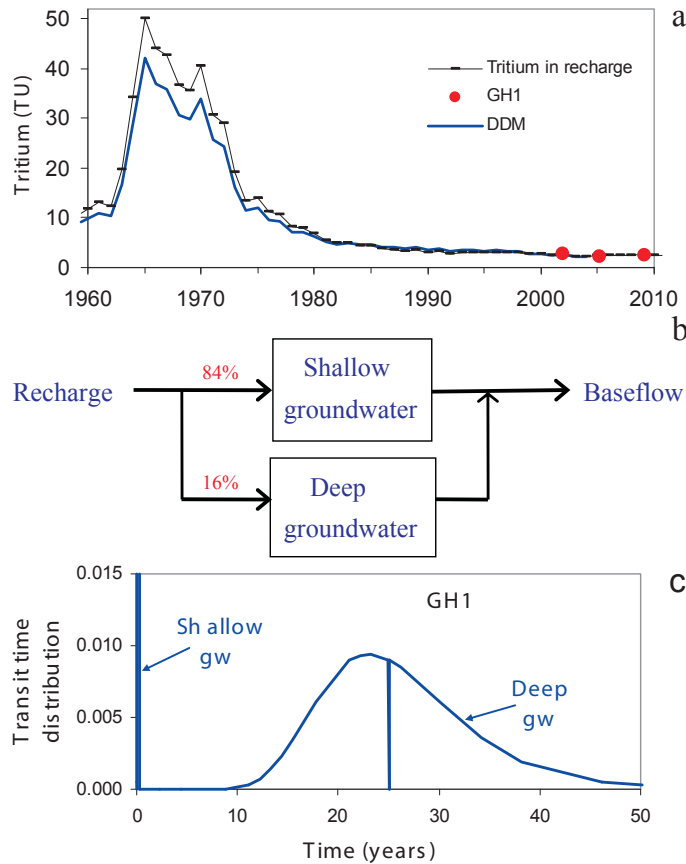 a
50
40
30
20
10
0
Tritium (TU)
Tritium in recharge
GH1
DDM
1960 1970 1980 1990 2000 2010
b
Recharge
84%
Shallow
groundwater
Baseflow
16%
Deep
groundwater
c
0.015
0.010
0.005
0.000
Transit time
distribution
GH1
Sh allow
gw
Deep
gw
0 10 20 30 40 50
Time (years)